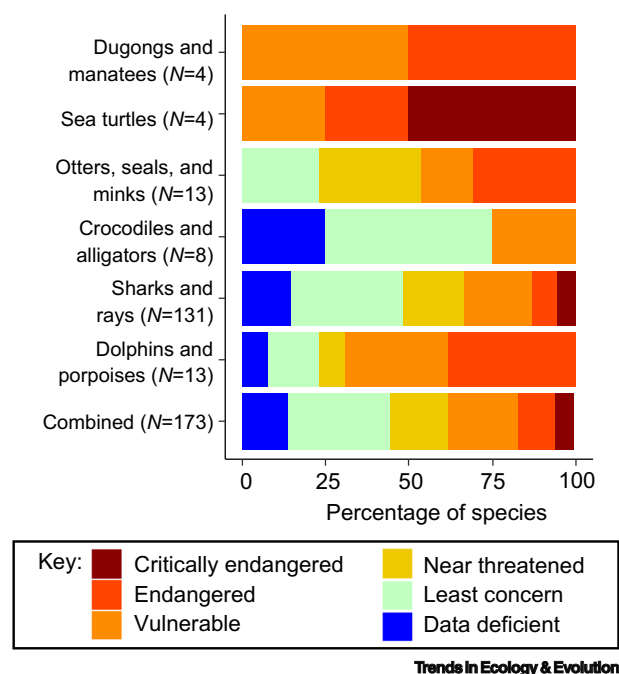 Dugongs and
manatees (N=4)
Sea turtles (N=4)
Otters, seals, and
minks (N=13)
Crocodiles and
alligators (N=8)
Sharks and
rays (N=131)
Dolphins and
porpoises (N=13)
Combined (N=173)
0 25 50 75 100
Percentage of species
Key:
Critically endangered
Endangered
Vulnerable
Near threatened
Least concern
Data deficient
Trends in Ecology & Evolution